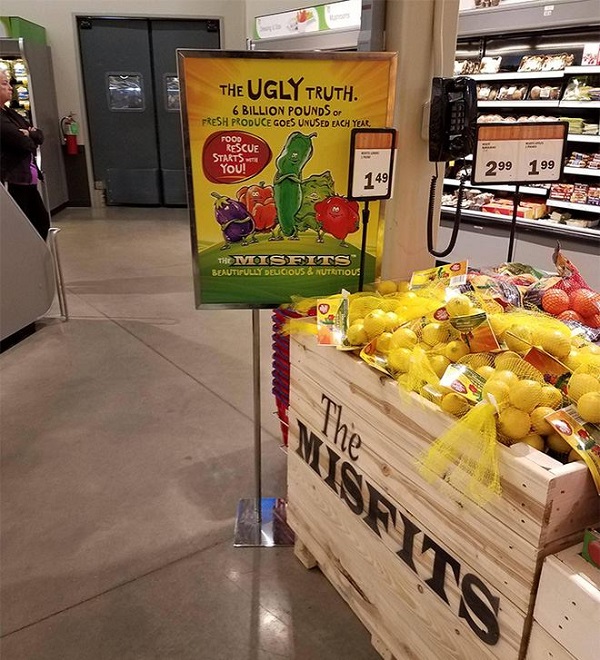 THE UGLY TRUTH.
6 BILLION POUNDS OF
FRESH PRODUCE GOES UNUSED EACH YEAR
FOOD
RESCUE
STARTS WITH
YOU!
THE MISFITS™
BEAUTIFULLY DELICIOUS & NUTRITIOUS
1 49
2 99
1 99
The
MISFITS